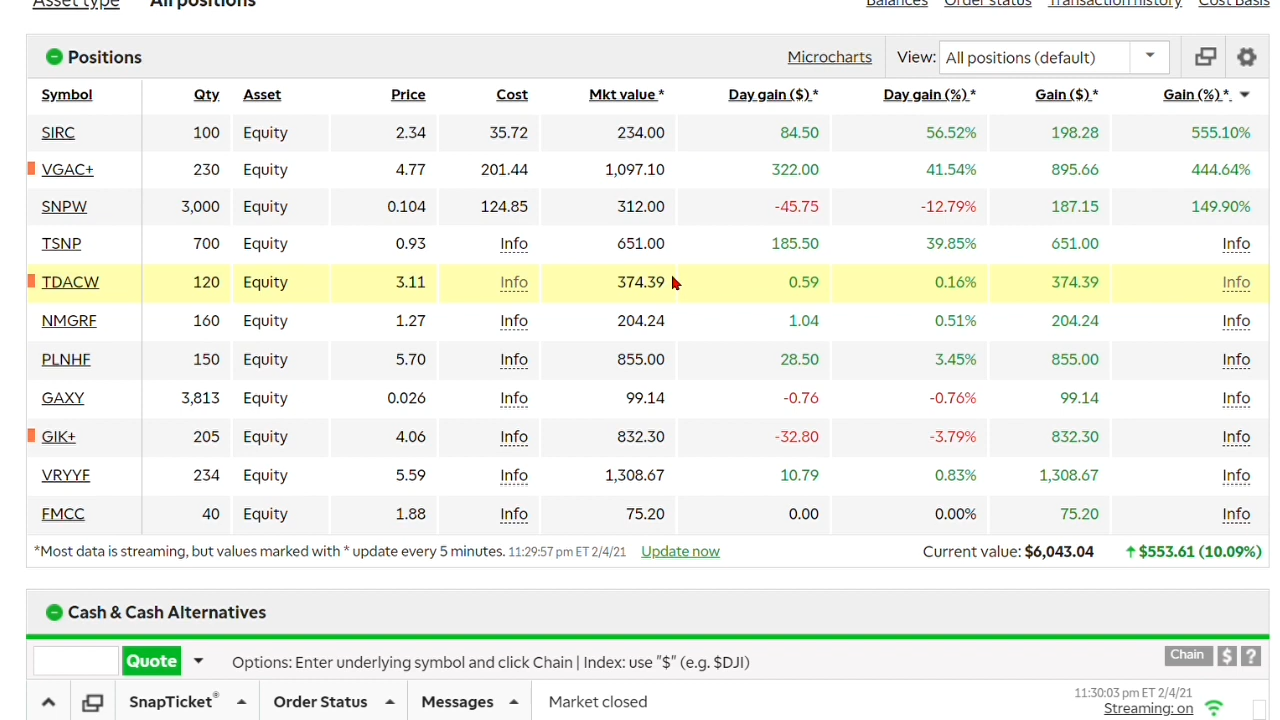 Asset type All positions Balances Order status Transaction history Cost Basis
Positions Microcharts View: All positions (default)
Symbol Qty Asset Price Cost Mkt value * Day gain ($) * Day gain (%) * Gain ($) * Gain (%) *
SIRC 100 Equity 2.34 35.72 234.00 84.50 56.52% 198.28 555.10%
VGAC+ 230 Equity 4.77 201.44 1,097.10 322.00 41.54% 895.66 444.64%
SNPW 3,000 Equity 0.104 124.85 312.00 -45.75 -12.79% 187.15 149.90%
TSNP 700 Equity 0.93 Info 651.00 185.50 39.85% 651.00 Info
TDACW 120 Equity 3.11 Info 374.39 0.59 0.16% 374.39 Info
NMGRF 160 Equity 1.27 Info 204.24 1.04 0.51% 204.24 Info
PLNHF 150 Equity 5.70 Info 855.00 28.50 3.45% 855.00 Info
GAXY 3,813 Equity 0.026 Info 99.14 -0.76 -0.76% 99.14 Info
GIK+ 205 Equity 4.06 Info 832.30 -32.80 -3.79% 832.30 Info
VRYYF 234 Equity 5.59 Info 1,308.67 10.79 0.83% 1,308.67 Info
FMCC 40 Equity 1.88 Info 75.20 0.00 0.00% 75.20 Info
*Most data is streaming, but values marked with * update every 5 minutes. 11:29:57 pm ET 2/4/21 Update now Current value: $6,043.04 $553.61 (10.09%)
Cash & Cash Alternatives
Quote Options: Enter underlying symbol and click Chain | Index: use "$" (e.g. $DJI) Chain $ ?
SnapTicket® Order Status Messages Market closed 11:30:03 pm ET 2/4/21
Streaming: on